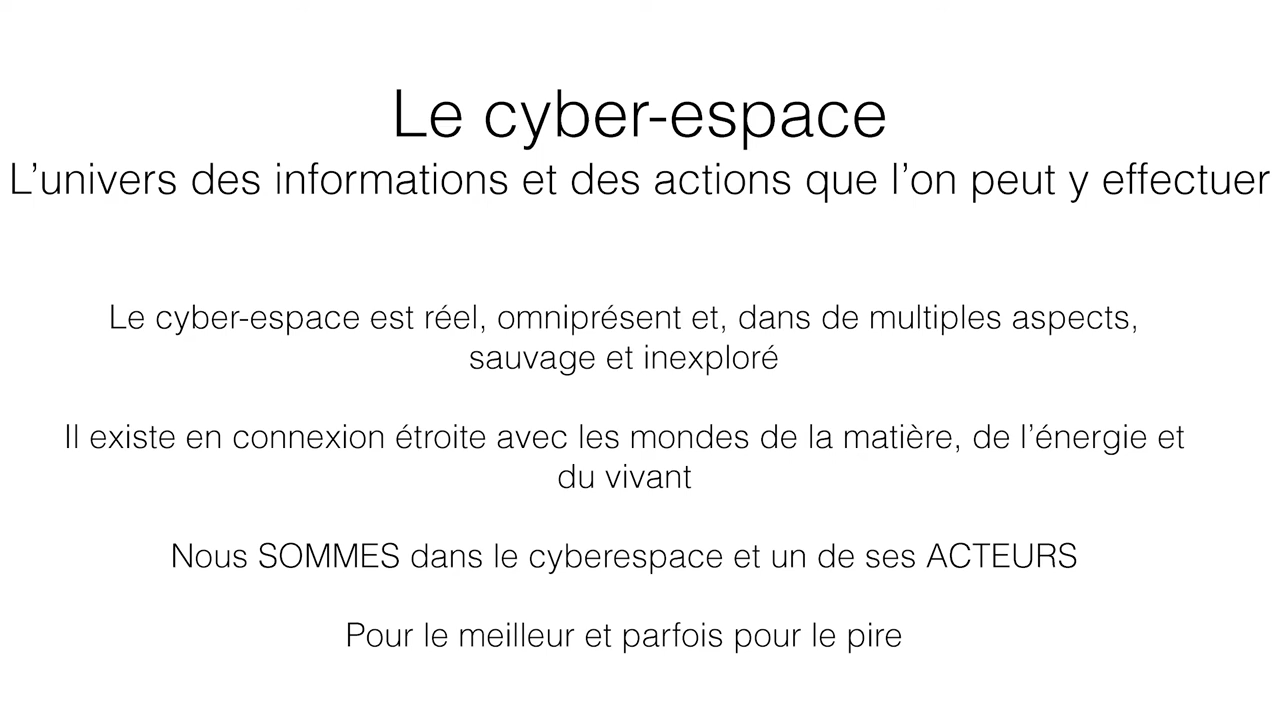 Le cyber-espace
L’univers des informations et des actions que l’on peut y effectuer
Le cyber-espace est réel, omniprésent et, dans de multiples aspects,
sauvage et inexploré
Il existe en connexion étroite avec les mondes de la matière, de l’énergie et
du vivant
Nous SOMMES dans le cyberespace et un de ses ACTEURS
Pour le meilleur et parfois pour le pire